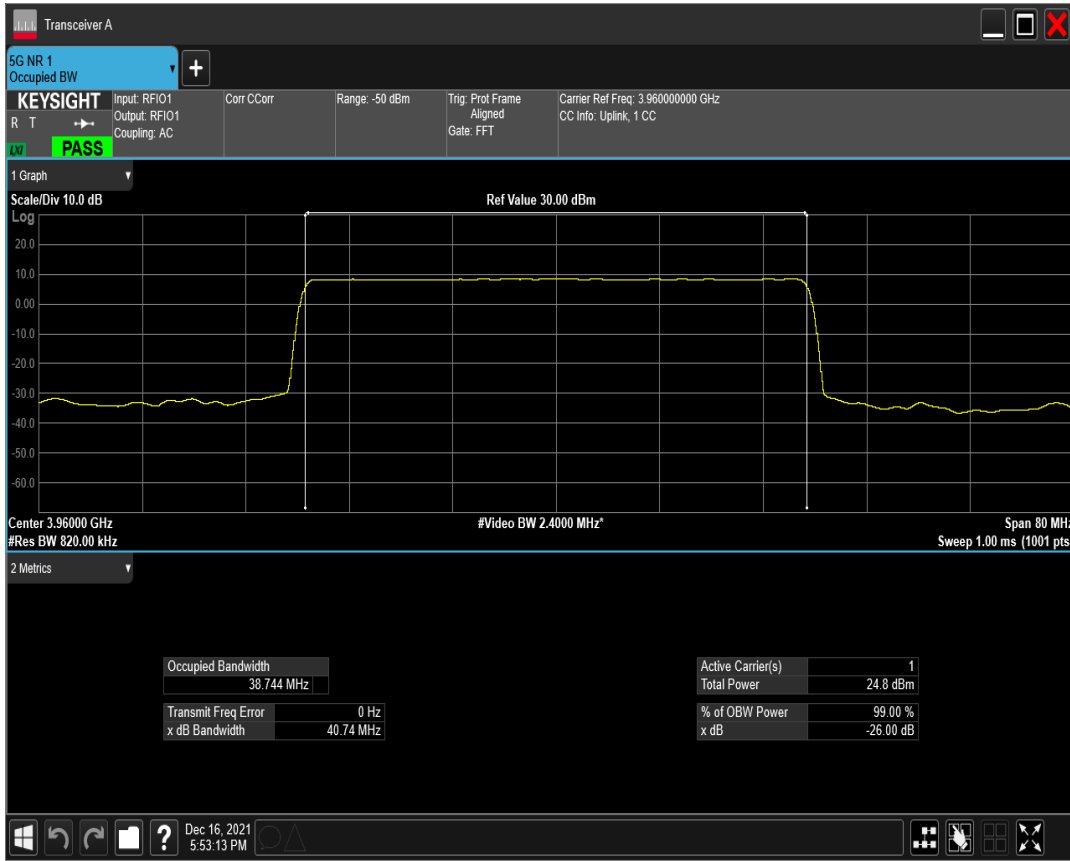 Transceiver A
5G NR 1
Occupied BW
+
KEYSIGHT
R T
LXI
PASS
Input: RFIO1
Output: RFIO1
Coupling: AC
Corr CCorr
Range: -50 dBm
Trig: Prot Frame
Aligned
Gate: FFT
Carrier Ref Freq: 3.960000000 GHz
CC Info: Uplink, 1 CC
1 Graph
Scale/Div 10.0 dB
Ref Value 30.00 dBm
Log
20.0
10.0
0.00
-10.0
-20.0
-30.0
-40.0
-50.0
-60.0
Center 3.96000 GHz
#Video BW 2.4000 MHz*
Span 80 MHz
#Res BW 820.00 kHz
Sweep 1.00 ms (1001 pts
2 Metrics
Occupied Bandwidth
38.744 MHz
Transmit Freq Error 0 Hz
x dB Bandwidth 40.74 MHz
Active Carrier(s) 1
Total Power 24.8 dBm
% of OBW Power 99.00 %
x dB -26.00 dB
?
Dec 16, 2021
5:53:13 PM